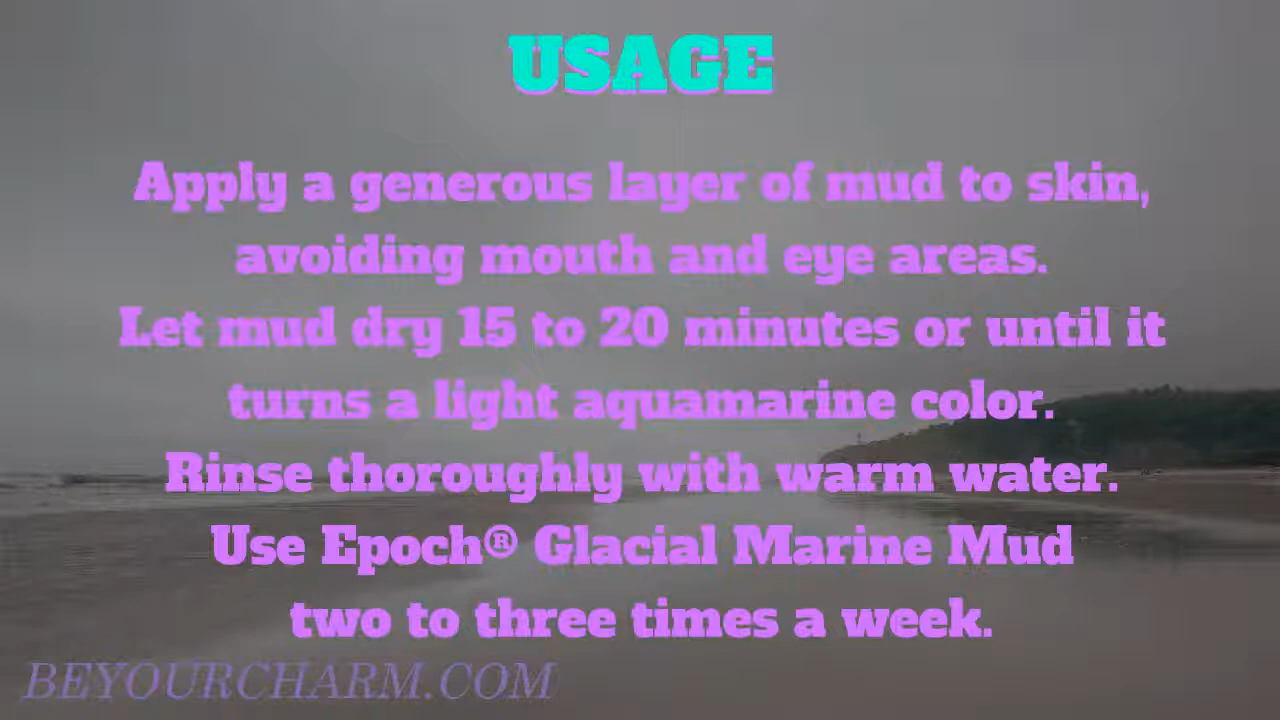 USAGE
Apply a generous layer of mud to skin,
avoiding mouth and eye areas.
Let mud dry 15 to 20 minutes or until it
turns a light aquamarine color.
Rinse thoroughly with warm water.
Use Epoch® Glacial Marine Mud
two to three times a week.
BEYOURCHARM.COM